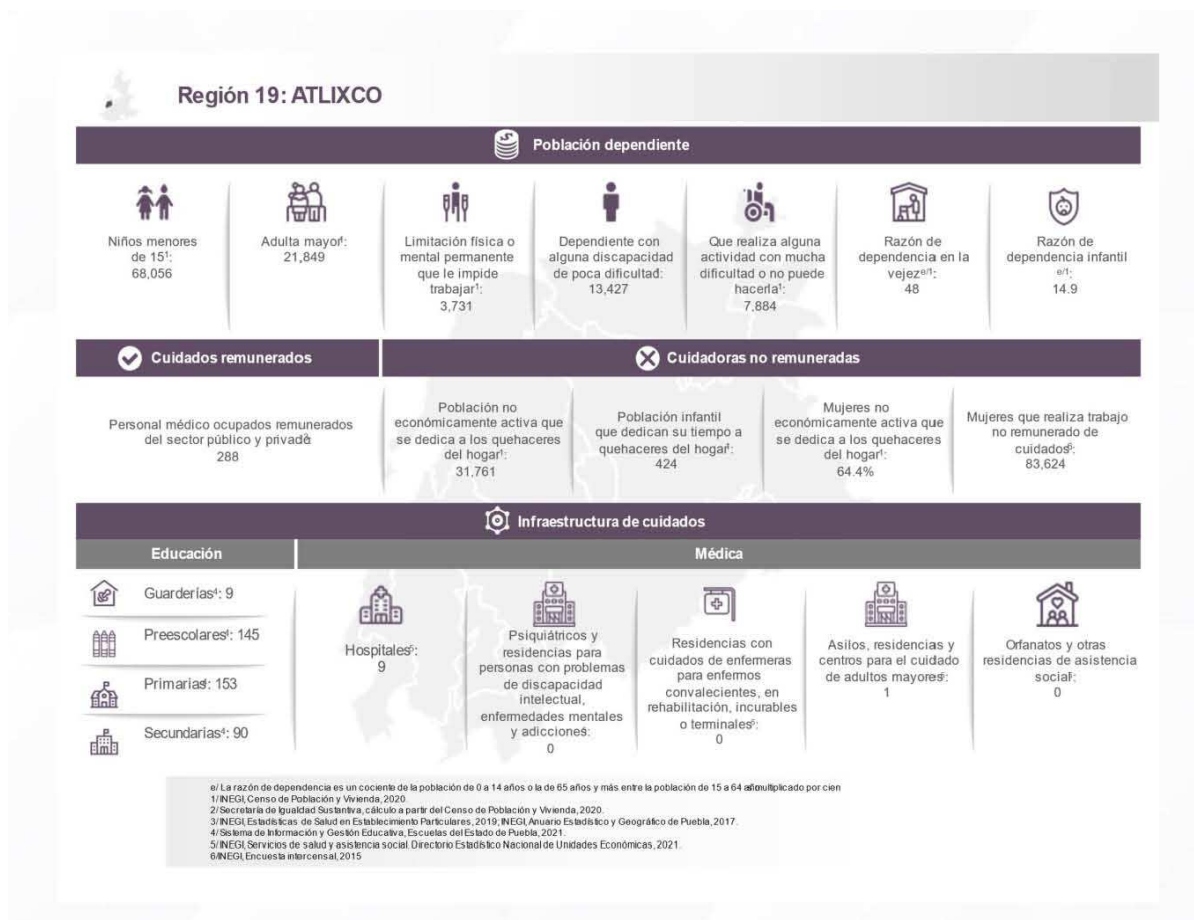 Región 19: ATLIXCO
Población dependiente
Niños menores
de 15¹:
68,056
Adulta mayor¹:
21,849
Limitación física o
mental permanente
que le impide
trabajar¹:
3,731
Dependiente con
alguna discapacidad
de poca dificultad:
13,427
Que realiza alguna
actividad con mucha
dificultad o no puede
hacerla¹:
7,884
Razón de
dependencia en la
vejez e/1:
48
Razón de
dependencia infantil
e/1:
14.9
Cuidados remunerados
Cuidadoras no remuneradas
Personal médico ocupados remunerados
del sector público y privado
288
Población no
económicamente activa que
se dedica a los quehaceres
del hogar¹:
31,761
Población infantil
que dedican su tiempo a
quehaceres del hogar²:
424
Mujeres no
económicamente activa que
se dedica a los quehaceres
del hogar¹:
64.4%
Mujeres que realiza trabajo
no remunerado de
cuidados⁶:
83,624
Infraestructura de cuidados
Educación
Médica
Guarderías⁴: 9
Preescolares⁴: 145
Primarias⁴: 153
Secundarias⁴: 90
Hospitales⁵:
9
Psiquiátricos y
residencias para
personas con problemas
de discapacidad
intelectual,
enfermedades mentales
y adicciones:
0
Residencias con
cuidados de enfermeras
para enfermos
convalecientes, en
rehabilitación, incurables
o terminales⁵:
0
Asilos, residencias y
centros para el cuidado
de adultos mayores⁵:
1
Orfanatos y otras
residencias de asistencia
social⁵:
0
e/ La razón de dependencia es un cociente de la población de 0 a 14 años o la de 65 años y más entre la población de 15 a 64 años multiplicado por cien
1/INEGI, Censo de Población y Vivienda, 2020.
2/Secretaría de Igualdad Sustantiva, cálculo a partir del Censo de Población y Vivienda, 2020.
3/INEGI, Estadísticas de Salud en Establecimiento Particulares, 2019; INEGI, Anuario Estadístico y Geográfico de Puebla, 2017.
4/Sistema de Información y Gestión Educativa, Escuelas del Estado de Puebla, 2021.
5/INEGI, Servicios de salud y asistencia social. Directorio Estadístico Nacional de Unidades Económicas, 2021.
6/INEGI, Encuesta intercensal, 2015